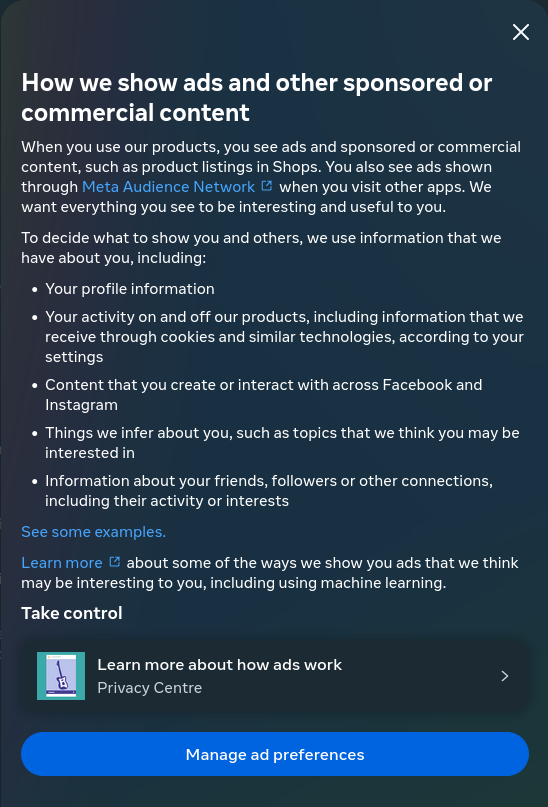 How we show ads and other sponsored or
commercial content
When you use our products, you see ads and sponsored or commercial
content, such as product listings in Shops. You also see ads shown
through Meta Audience Network when you visit other apps. We
want everything you see to be interesting and useful to you.
To decide what to show you and others, we use information that we
have about you, including:
• Your profile information
• Your activity on and off our products, including information that we
receive through cookies and similar technologies, according to your
settings
• Content that you create or interact with across Facebook and
Instagram
• Things we infer about you, such as topics that we think you may be
interested in
• Information about your friends, followers or other connections,
including their activity or interests
See some examples.
Learn more about some of the ways we show you ads that we think
may be interesting to you, including using machine learning.
Take control
Learn more about how ads work
Privacy Centre
Manage ad preferences